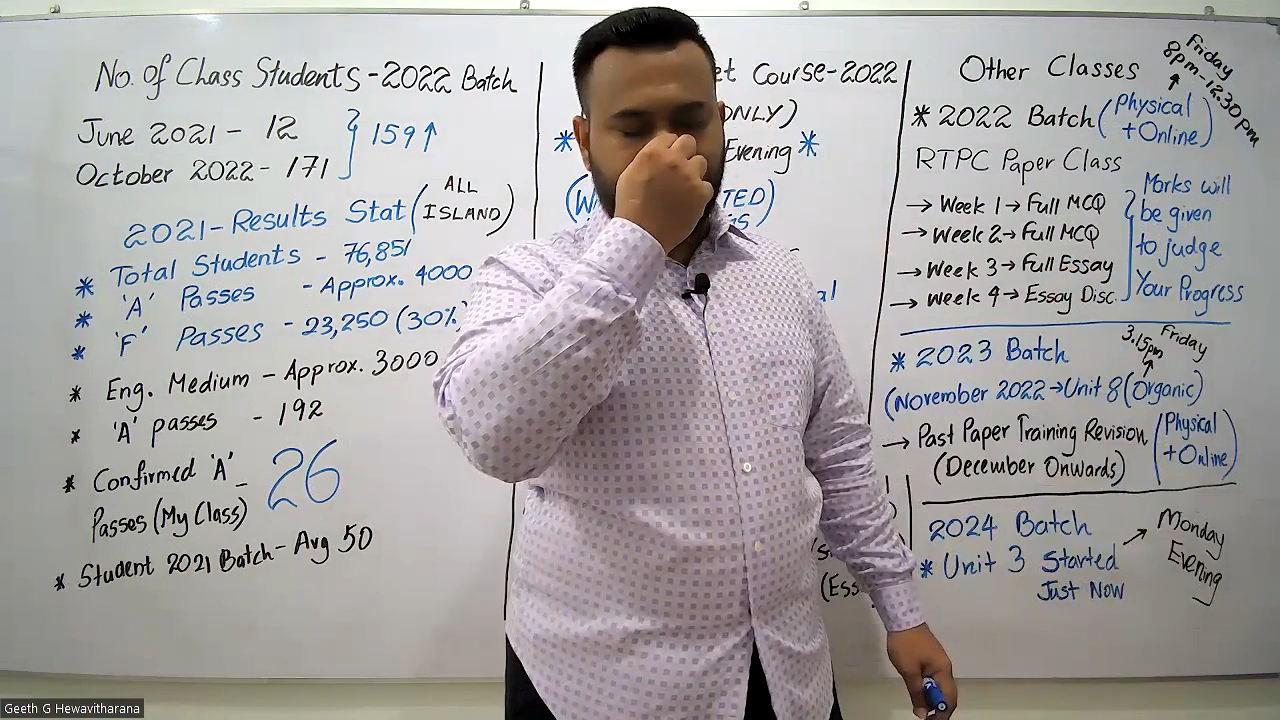 No. of Class Students - 2022 Batch
June 2021 - 12
October 2022 - 171
159↑
2021 - Results Stat (ALL ISLAND)
* Total Students - 76,851
* 'A' Passes - Approx. 4000
* 'F' Passes - 23,250 (30%
* Eng. Medium - Approx. 3000
* 'A' passes - 192
* Confirmed 'A' -
Passes (My Class)
26
* Student 2021 Batch - Avg 50
et Course - 2022
ONLY)
* Evening *
TED)
Other Classes
Friday
8pm - 12.30pm
* 2022 Batch (Physical + Online)
RTPC Paper Class
→ Week 1 → Full MCQ
→ Week 2 → Full MCQ
→ Week 3 → Full Essay
→ Week 4 → Essay Disc.
Marks will
be given
to judge
Your Progress
* 2023 Batch
3.15pm Friday
(November 2022 → Unit 8 (Organic)
→ Past Paper Training Revision
(December Onwards)
(Physical + Online)
2024 Batch
* Unit 3 Started
Just Now
→ Monday
Evening
(Ess
Geeth G Hewavitharana